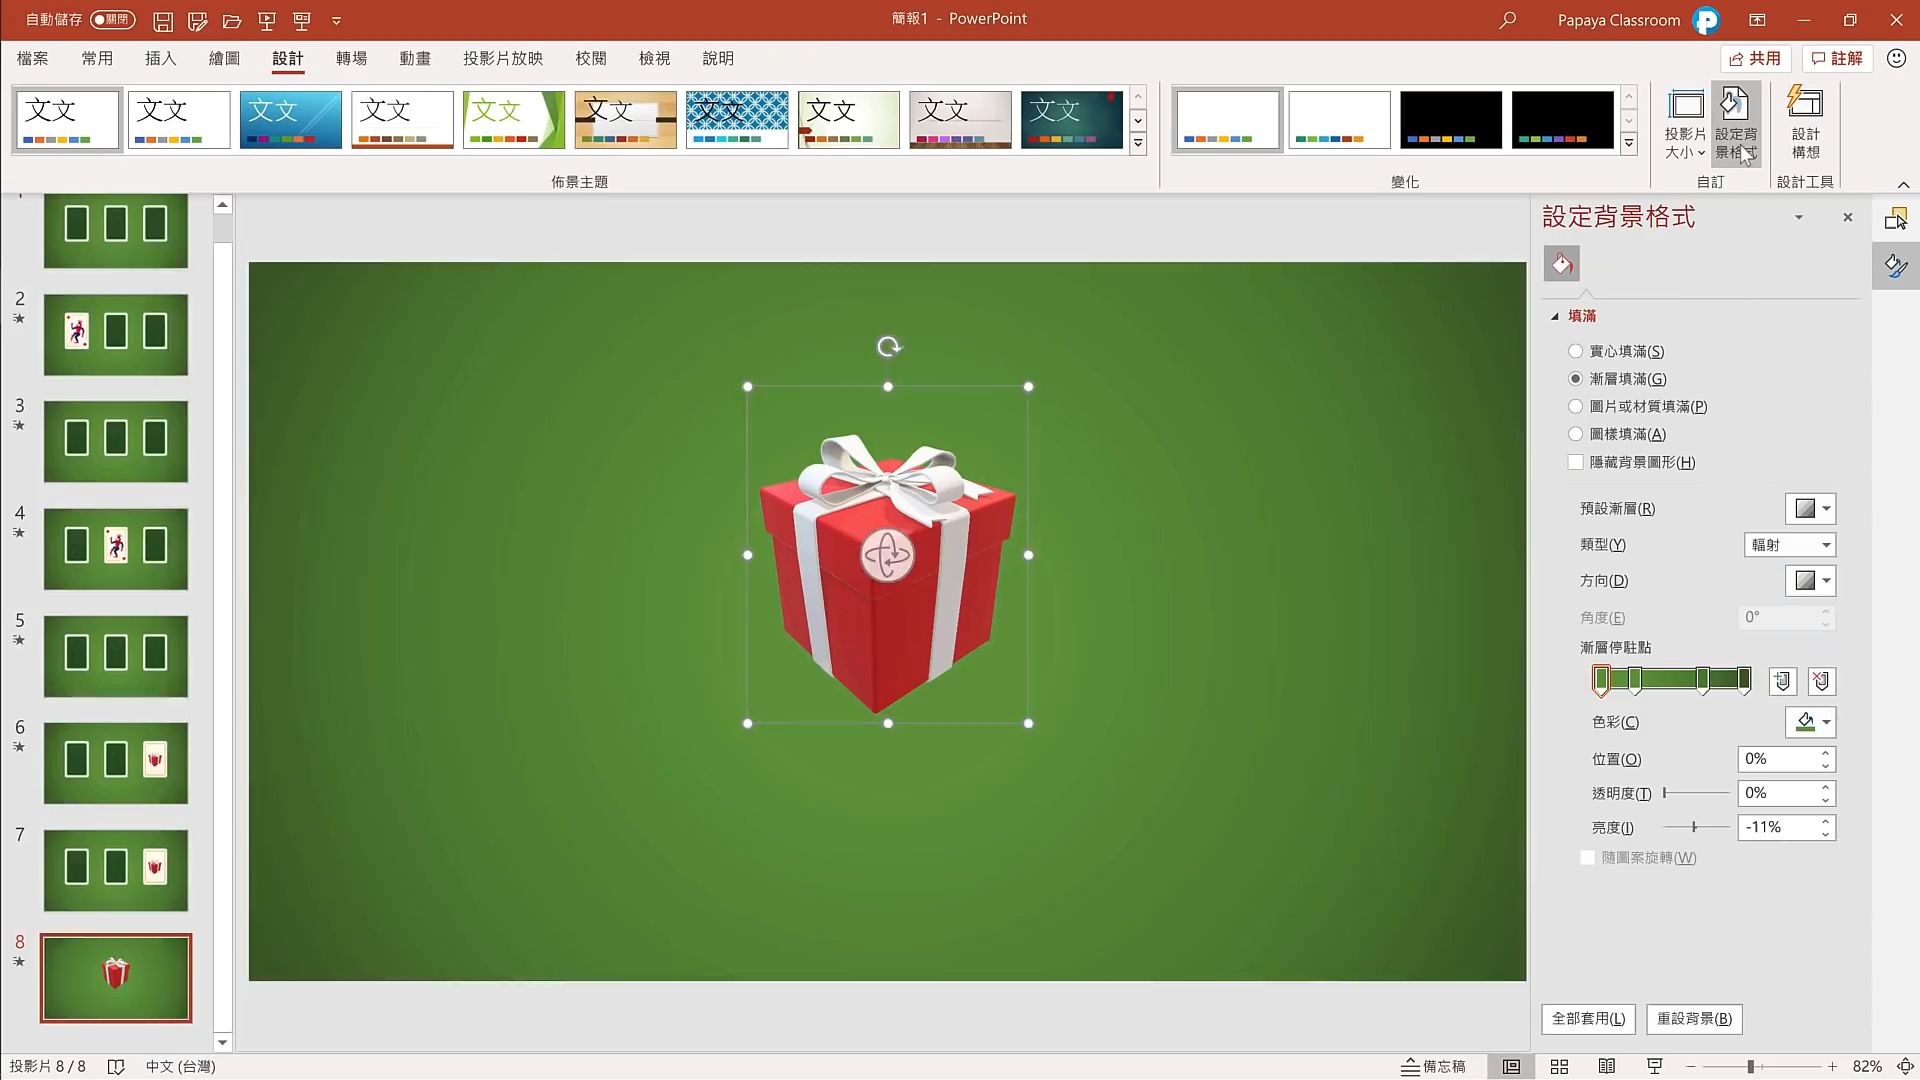 自動儲存 關閉
簡報1 - PowerPoint
Papaya Classroom
檔案 常用 插入 繪圖 設計 轉場 動畫 投影片放映 校閱 檢視 說明
共用 註解
文文 文文 文文 文文 文文 文文 文文 文文 文文 文文
投影片大小 設定背景格式 設計構想
佈景主題 變化 自訂 設計工具
設定背景格式
填滿
實心填滿(S)
漸層填滿(G)
圖片或材質填滿(P)
圖樣填滿(A)
隱藏背景圖形(H)
預設漸層(R)
類型(Y) 輻射
方向(D)
角度(E) 0°
漸層停駐點
色彩(C)
位置(O) 0%
透明度(T) 0%
亮度(I) -11%
隨圖案旋轉(W)
全部套用(L) 重設背景(B)
2
3
4
5
6
7
8
投影片 8 / 8 中文 (台灣) 備忘稿 82%